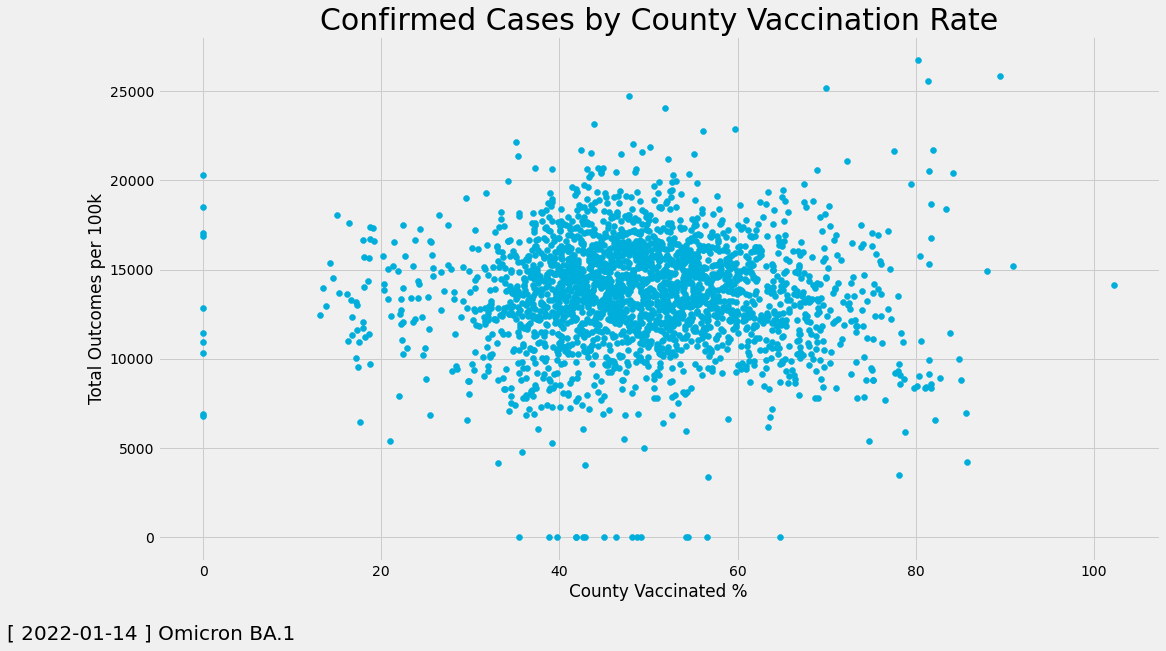 Confirmed Cases by County Vaccination Rate
Total Outcomes per 100k
25000
20000
15000
10000
5000
0
0 20 40 60 80 100
County Vaccinated %
[ 2022-01-14 ] Omicron BA.1